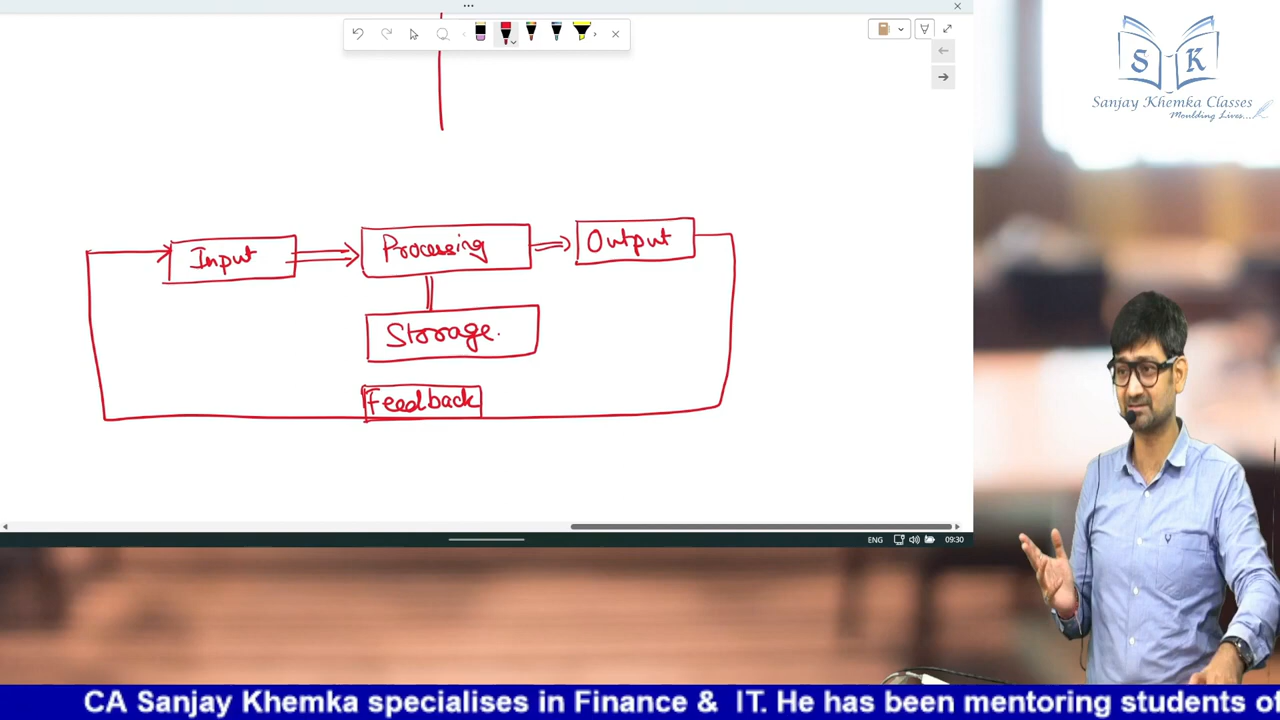 S K
Sanjay Khemka Classes
Moulding Lives...
Input
Processing
Output
Storage.
Feedback
ENG
09:30
CA Sanjay Khemka specialises in Finance & IT. He has been mentoring students of